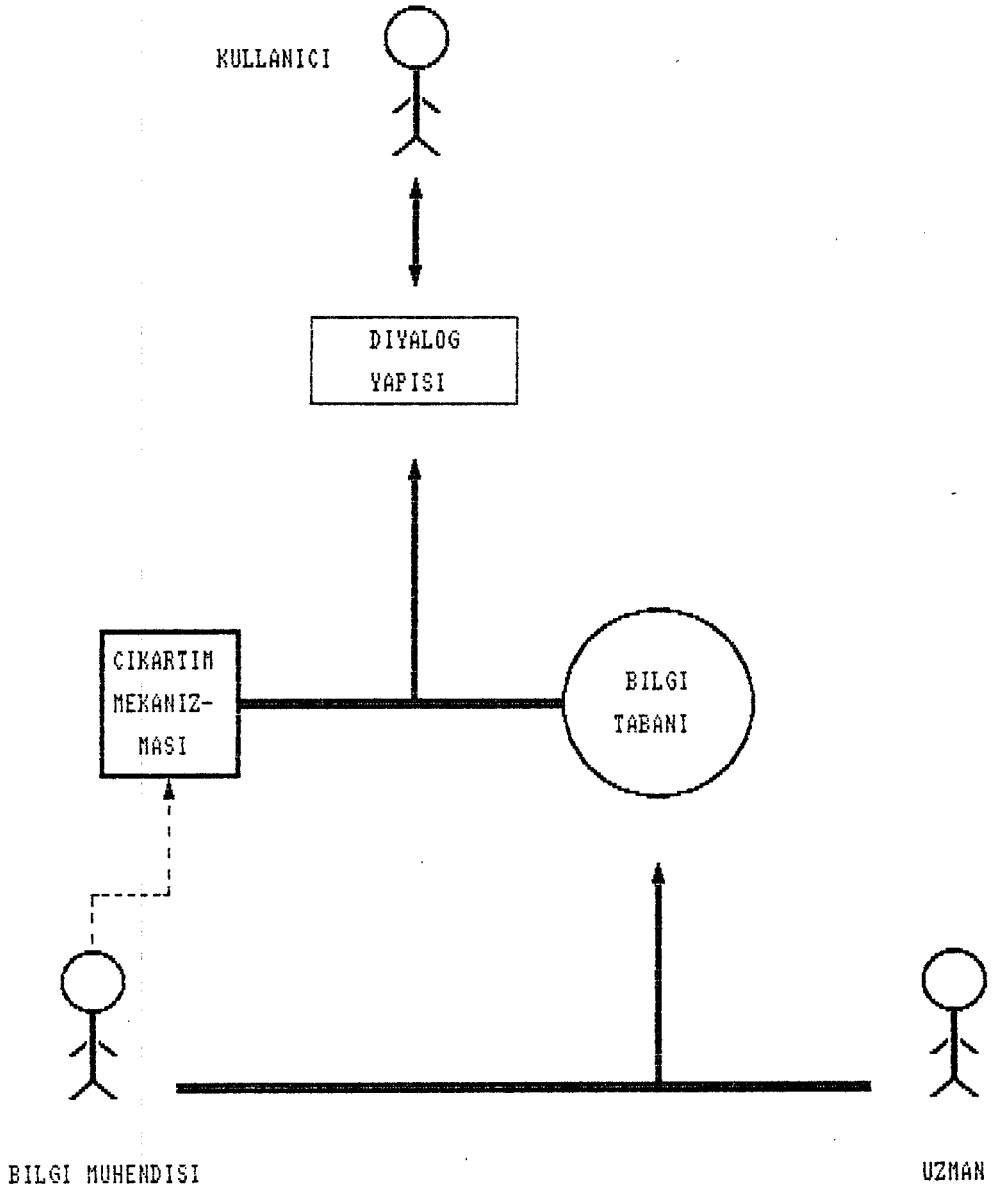 KULLANICI
DIYALOG
YAPISI
CIKARTIM
MEKANIZ-
MASI
BILGI
TABANI
BILGI MUHENDISI
UZMAN